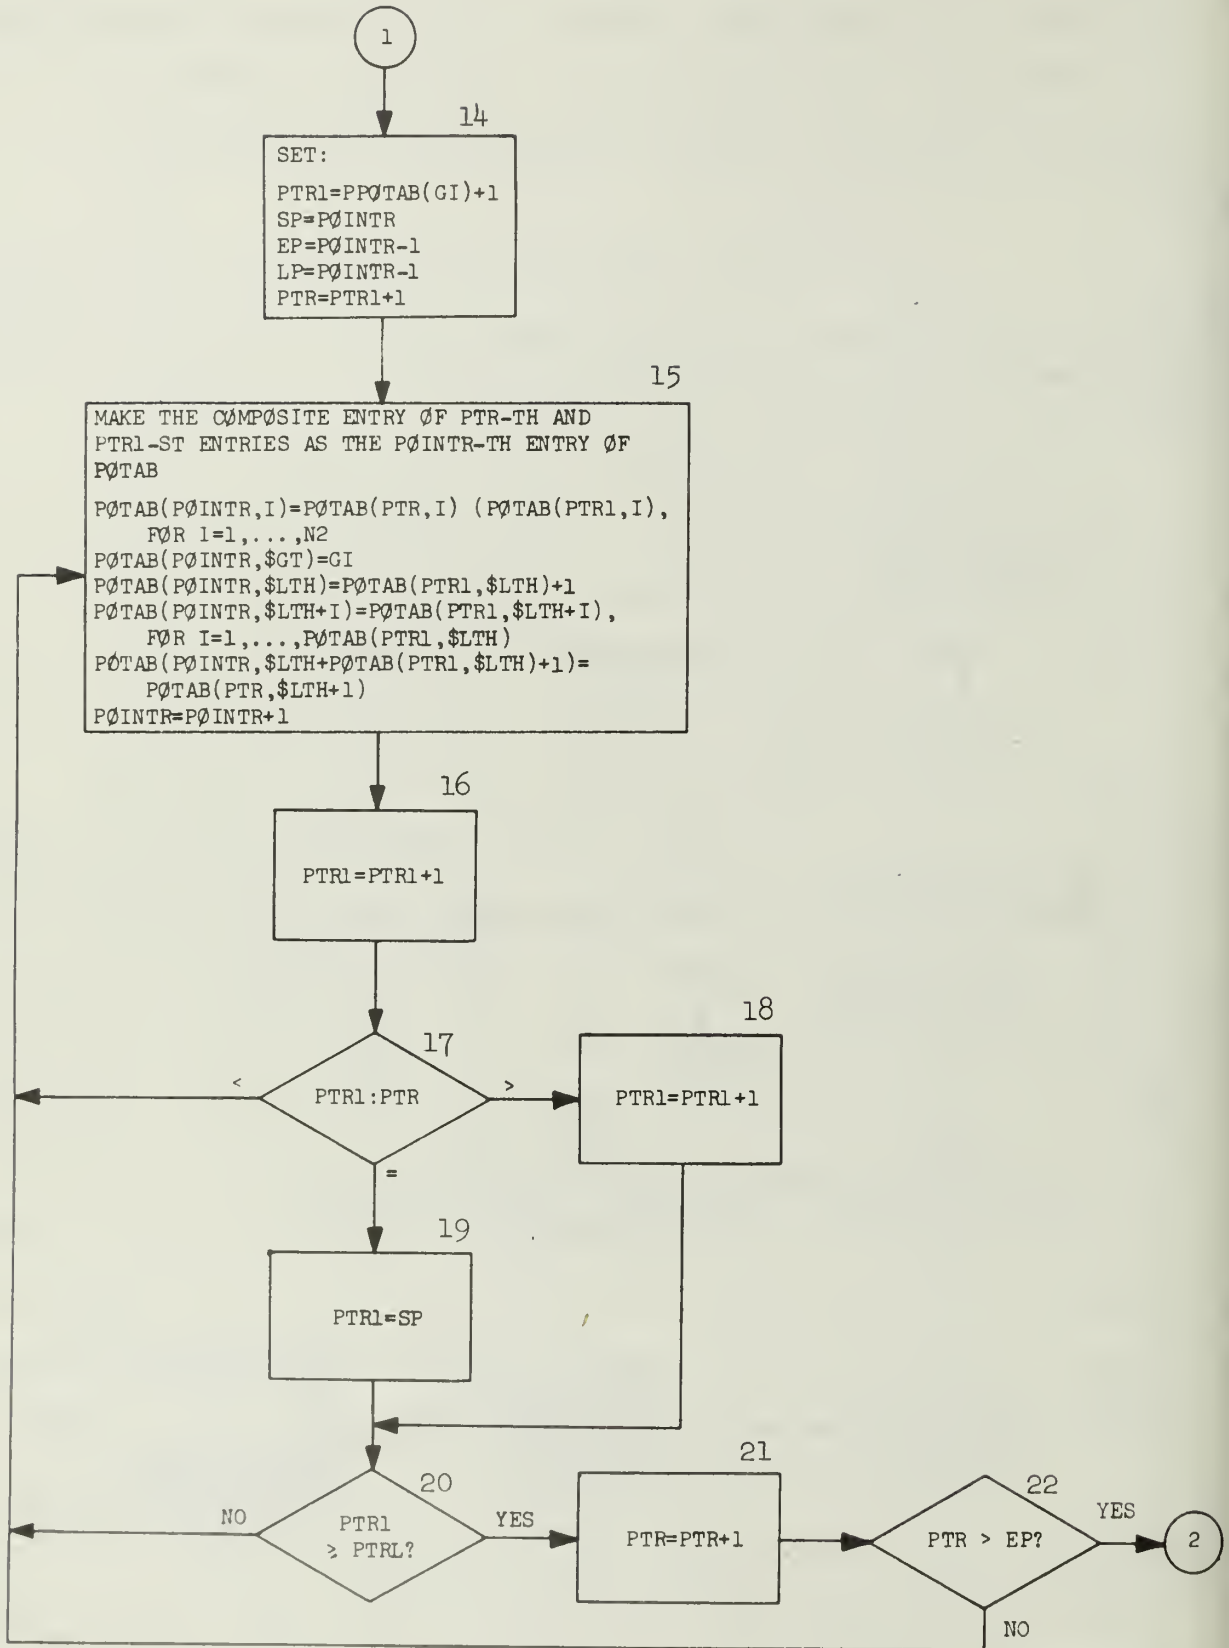 1
14
SET:
PTR1=PPØTAB(GI)+1
SP=PØINTR
EP=PØINTR-1
LP=PØINTR-1
PTR=PTR1+1
15
MAKE THE CØMPØSITE ENTRY ØF PTR-TH AND
PTR1-ST ENTRIES AS THE PØINTR-TH ENTRY ØF
PØTAB
PØTAB(PØINTR,I)=PØTAB(PTR,I) (PØTAB(PTR1,I),
FØR I=1,...,N2
PØTAB(PØINTR,$GT)=GI
PØTAB(PØINTR,$LTH)=PØTAB(PTR1,$LTH)+1
PØTAB(PØINTR,$LTH+I)=PØTAB(PTR1,$LTH+I),
FØR I=1,...,PØTAB(PTR1,$LTH)
PØTAB(PØINTR,$LTH+PØTAB(PTR1,$LTH)+1)=
PØTAB(PTR,$LTH+1)
PØINTR=PØINTR+1
16
PTR1=PTR1+1
17
<
PTR1:PTR
>
=
18
PTR1=PTR1+1
19
PTR1=SP
20
NO
PTR1
≥ PTRL?
YES
21
PTR=PTR+1
22
PTR > EP?
YES
2
NO